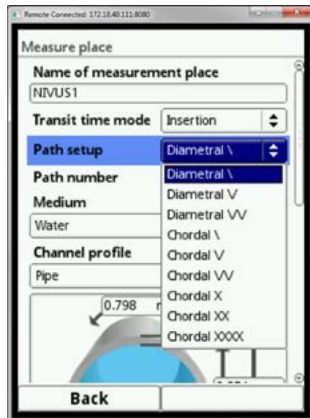 Remote Connected: 172.18.40.111:8080
Measure place
Name of measurement place
NIVUS1
Transit time mode Insertion
Path setup Diametral \
Path number Diametral \
Diametral \/
Medium Diametral \/\/
Water Chordal \
Chordal \/
Channel profile Chordal \/\/
Pipe Chordal X
Chordal XX
0.798 Chordal XXXX
Back